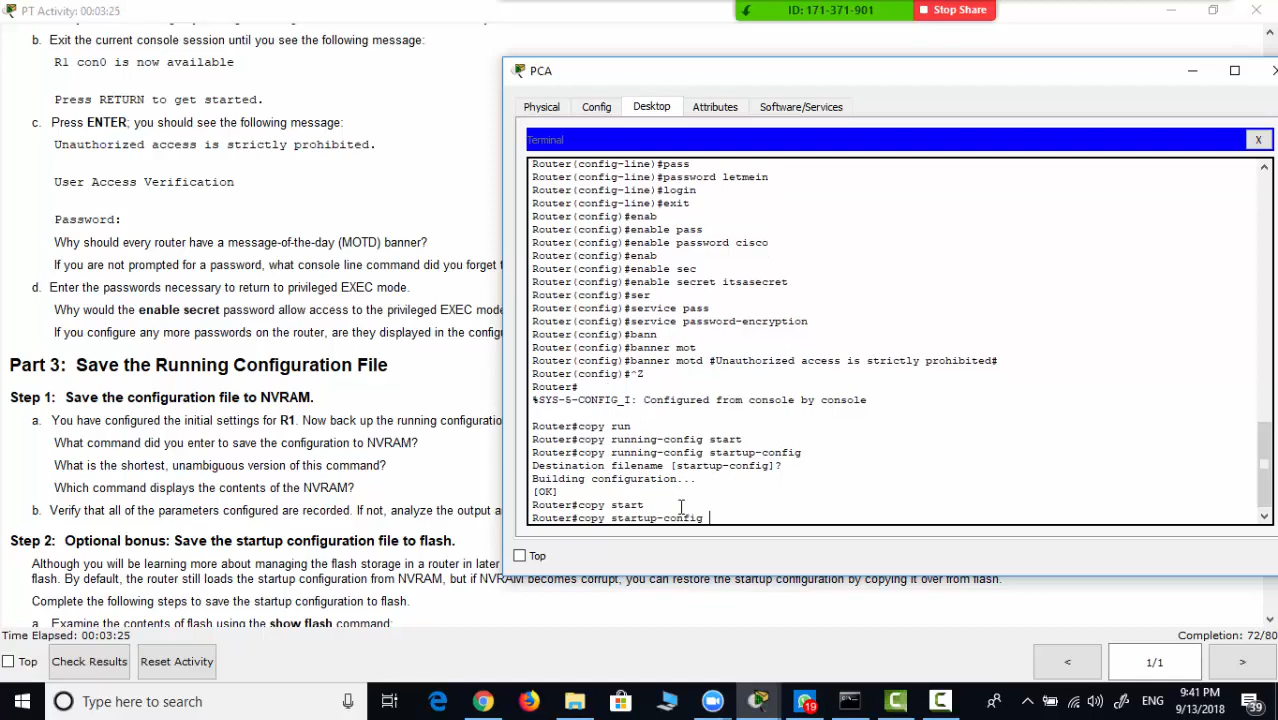 PT Activity: 00:03:25
ID: 171-371-901
Stop Share
b. Exit the current console session until you see the following message:
R1 con0 is now available
Press RETURN to get started.
c. Press ENTER; you should see the following message:
Unauthorized access is strictly prohibited.
User Access Verification
Password:
Why should every router have a message-of-the-day (MOTD) banner?
If you are not prompted for a password, what console line command did you forget
d. Enter the passwords necessary to return to privileged EXEC mode.
Why would the enable secret password allow access to the privileged EXEC mode
If you configure any more passwords on the router, are they displayed in the config
Part 3: Save the Running Configuration File
Step 1: Save the configuration file to NVRAM.
a. You have configured the initial settings for R1. Now back up the running configuration
What command did you enter to save the configuration to NVRAM?
What is the shortest, unambiguous version of this command?
Which command displays the contents of the NVRAM?
b. Verify that all of the parameters configured are recorded. If not, analyze the output a
Step 2: Optional bonus: Save the startup configuration file to flash.
Although you will be learning more about managing the flash storage in a router in later
flash. By default, the router still loads the startup configuration from NVRAM, but if NVRAM becomes corrupt, you can restore the startup configuration by copying it over from flash.
Complete the following steps to save the startup configuration to flash.
a. Examine the contents of flash using the show flash command:
PCA
Physical Config Desktop Attributes Software/Services
Terminal
X
Router(config-line)#pass
Router(config-line)#password letmein
Router(config-line)#login
Router(config-line)#exit
Router(config)#enab
Router(config)#enable pass
Router(config)#enable password cisco
Router(config)#enab
Router(config)#enable sec
Router(config)#enable secret itsasecret
Router(config)#ser
Router(config)#service pass
Router(config)#service password-encryption
Router(config)#bann
Router(config)#banner mot
Router(config)#banner motd #Unauthorized access is strictly prohibited#
Router(config)#^Z
Router#
%SYS-5-CONFIG_I: Configured from console by console
Router#copy run
Router#copy running-config start
Router#copy running-config startup-config
Destination filename [startup-config]?
Building configuration...
[OK]
Router#copy start
Router#copy startup-config
Top
Time Elapsed: 00:03:25
Completion: 72/80
Top
Check Results
Reset Activity
<
1/1
>
Type here to search
19
ENG
9:41 PM
9/13/2018
39